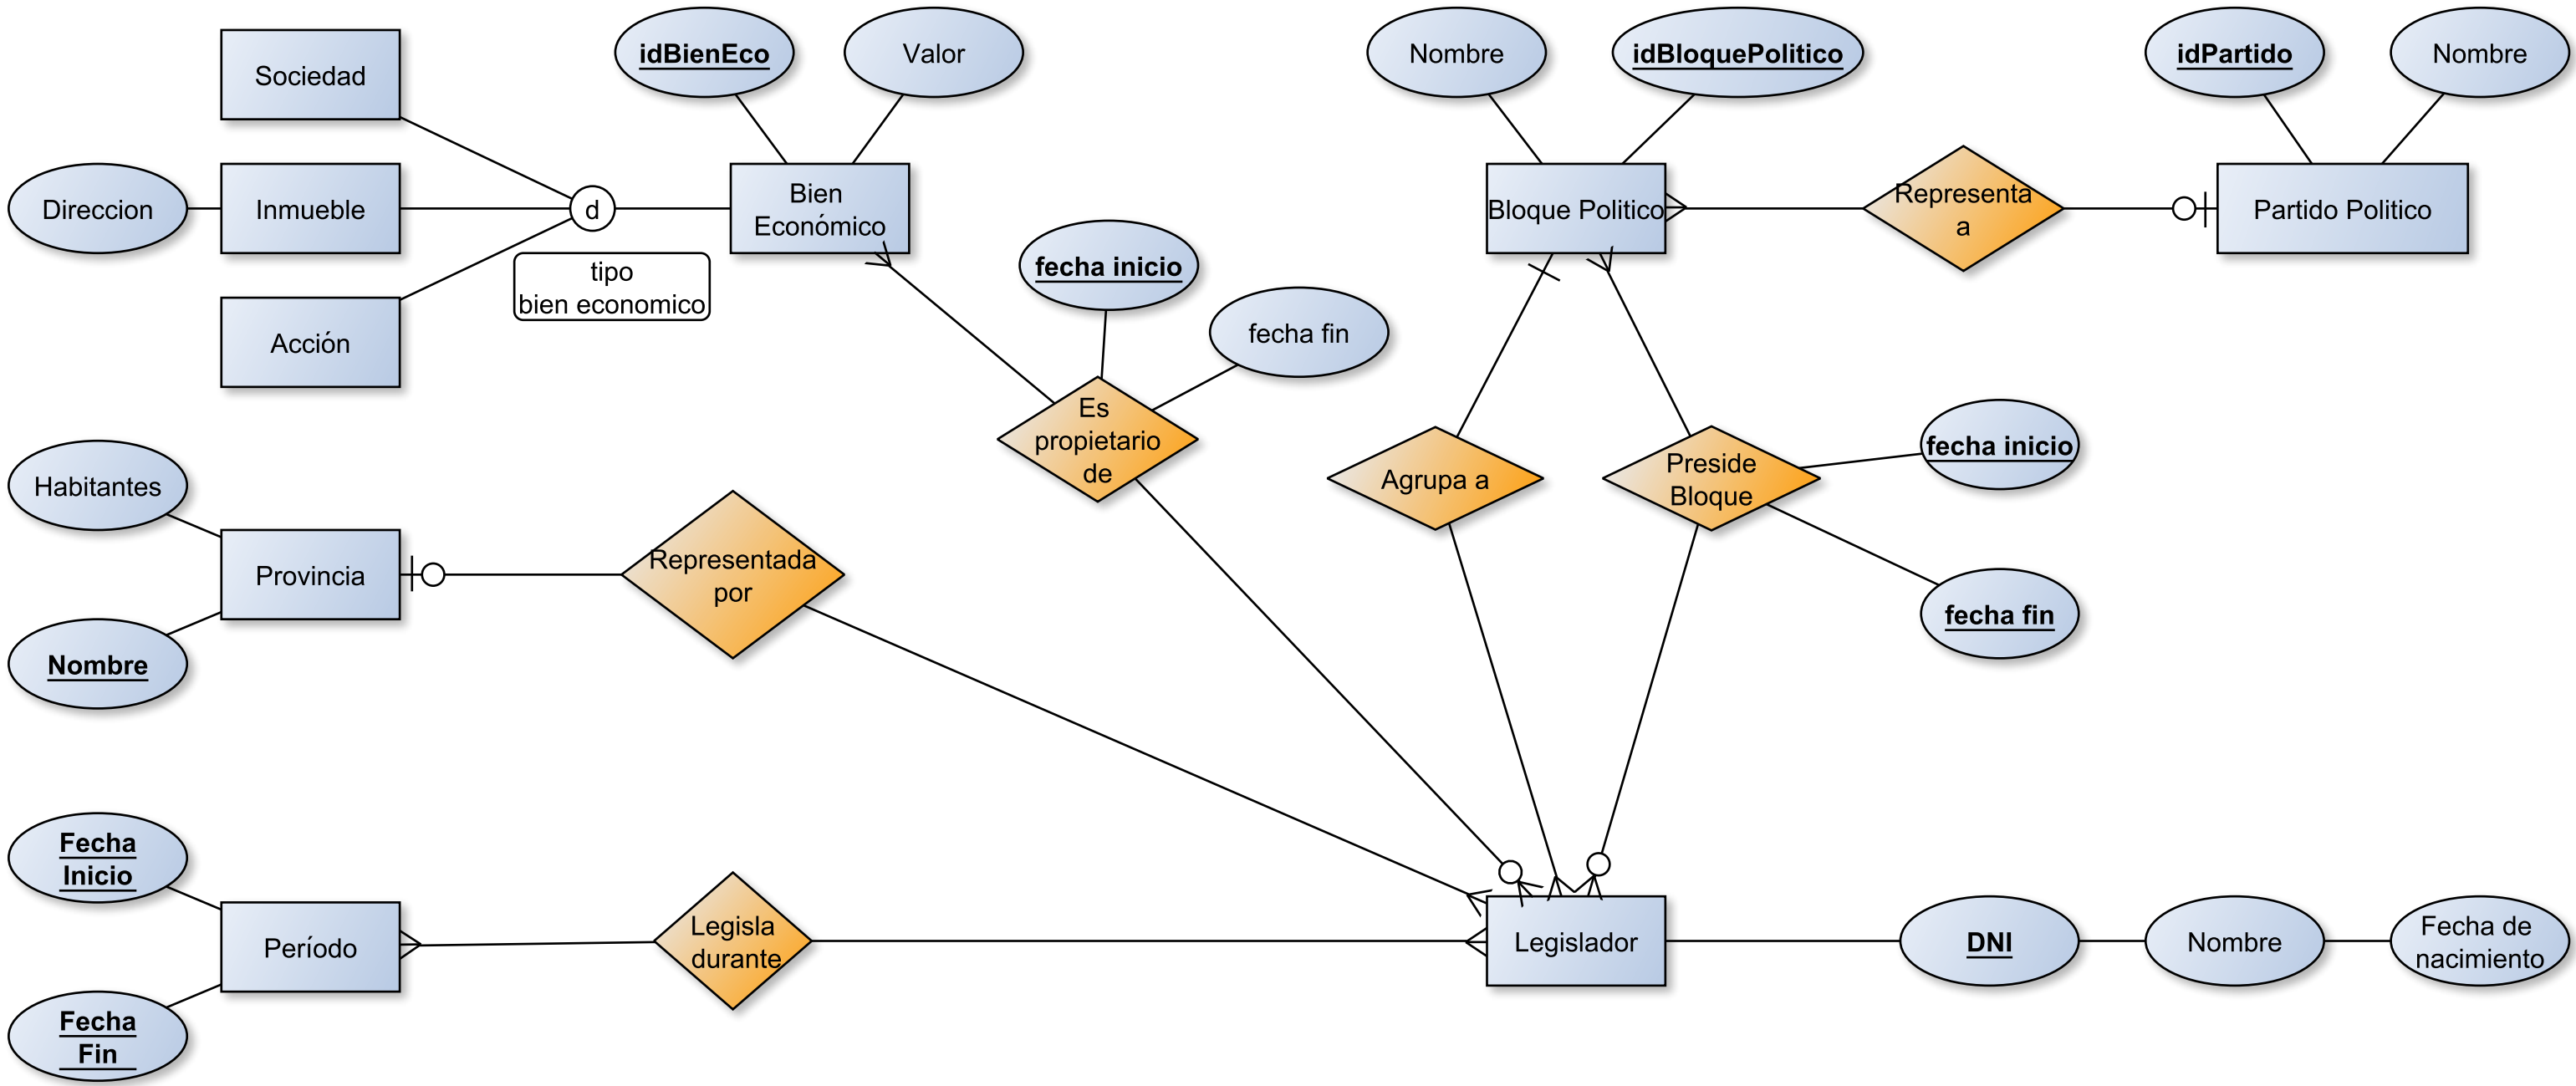 Sociedad
idBienEco
Valor
Nombre
idBloquePolitico
idPartido
Nombre
Direccion
Inmueble
d
Bien
Económico
Bloque Politico
Representa
a
Partido Politico
tipo
bien economico
fecha inicio
fecha fin
Acción
Es
propietario
de
Agrupa a
Preside
Bloque
fecha inicio
fecha fin
Habitantes
Provincia
Nombre
Representada
por
Fecha
Inicio
Período
Fecha
Fin
Legisla
durante
Legislador
DNI
Nombre
Fecha de
nacimiento